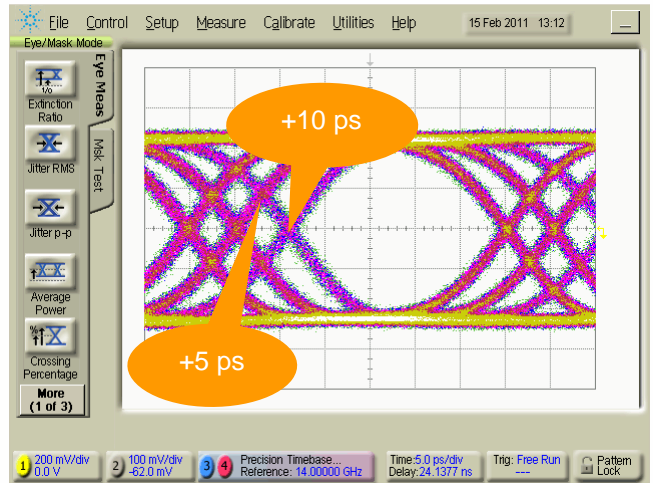 File Control Setup Measure Calibrate Utilities Help 15 Feb 2011 13:12
Eye/Mask Mode
Eye Meas
Msk Test
1/0
Extinction
Ratio
Jitter RMS
Jitter p-p
Average
Power
%
Crossing
Percentage
More
(1 of 3)
+10 ps
+5 ps
1 200 mV/div
0.0 V
2 100 mV/div
-62.0 mV
3 4 Precision Timebase...
Reference: 14.00000 GHz
Time:5.0 ps/div
Delay:24.1377 ns
Trig: Free Run
---
Pattern
Lock